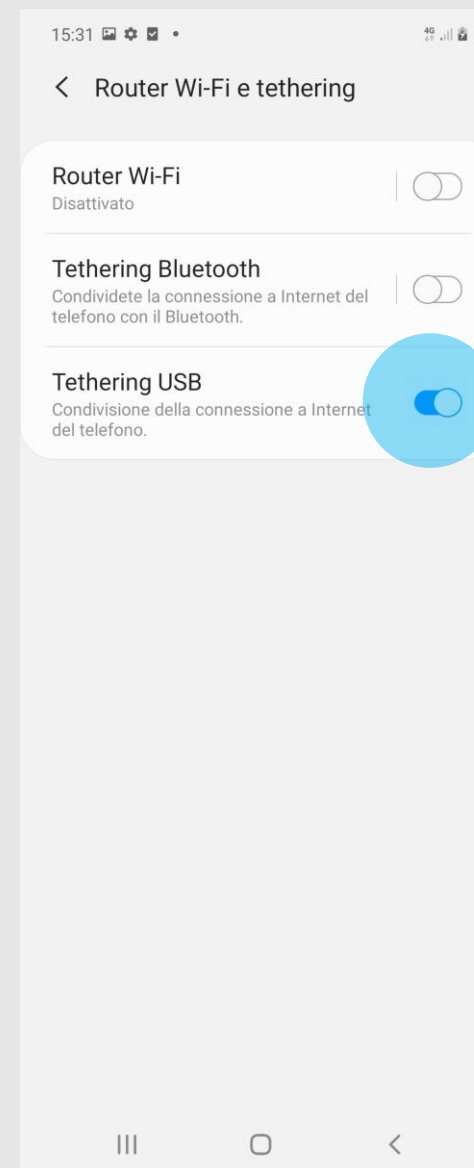 15:31
4G
Router Wi-Fi e tethering
Router Wi-Fi
Disattivato
Tethering Bluetooth
Condividete la connessione a Internet del
telefono con il Bluetooth.
Tethering USB
Condivisione della connessione a Internet
del telefono.